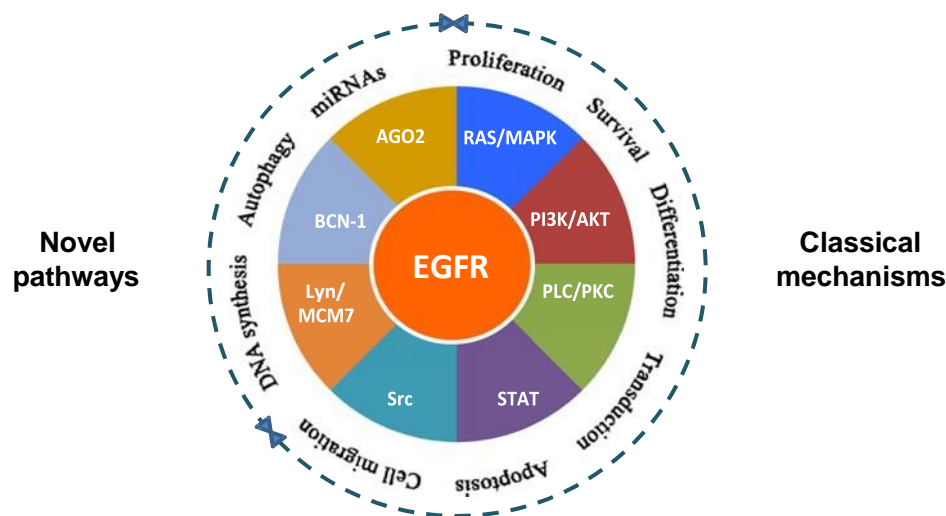 Novel
pathways
Classical
mechanisms
EGFR
RAS/MAPK
PI3K/AKT
PLC/PKC
STAT
Src
Lyn/
MCM7
BCN-1
AGO2
Proliferation
Survival
Differentiation
Transduction
Apoptosis
Cell migration
DNA synthesis
Autophagy
miRNAs